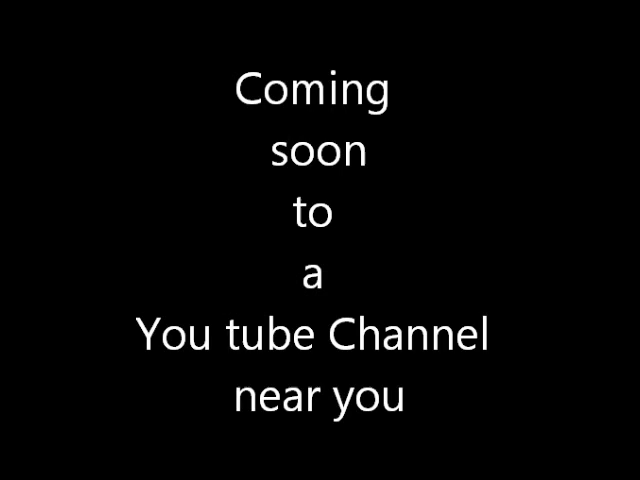 Coming
soon
to
a
You tube Channel
near you